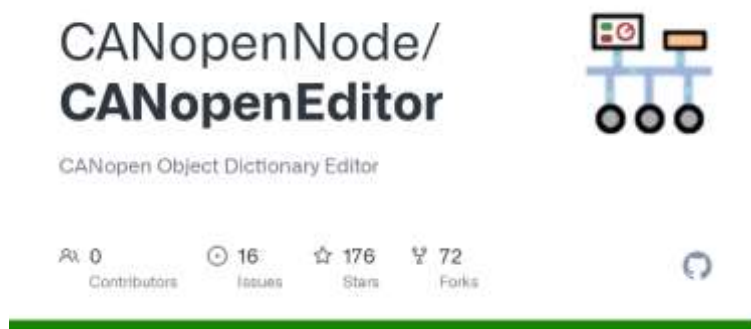 CANopenNode/
CANopenEditor
CANopen Object Dictionary Editor
0 16 176 72
Contributors Issues Stars Forks